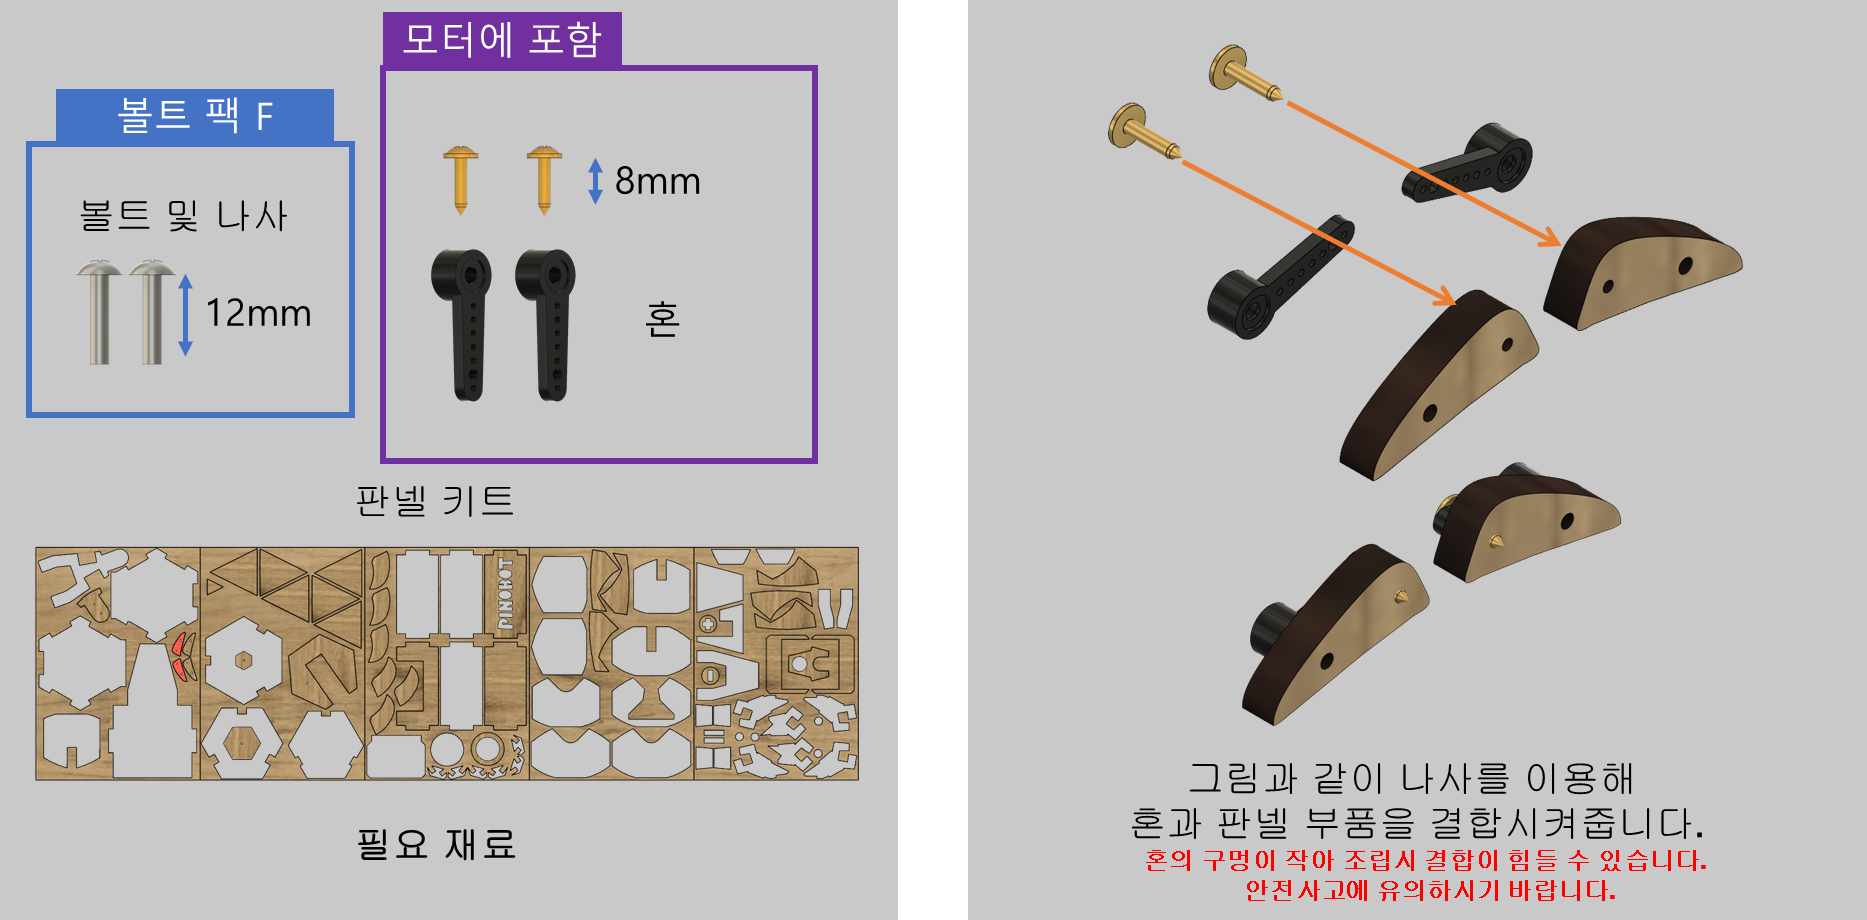 모터에 포함
볼트 팩 F
볼트 및 나사
12mm
8mm
혼
판넬 키트
PINOBOT
필요 재료
그림과 같이 나사를 이용해
혼과 판넬 부품을 결합시켜줍니다.
혼의 구멍이 작아 조립시 결합이 힘들 수 있습니다.
안전사고에 유의하시기 바랍니다.